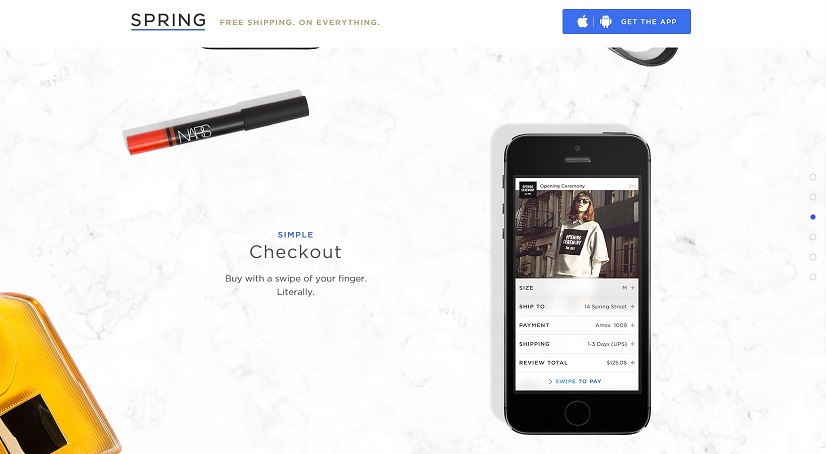 SPRING
FREE SHIPPING. ON EVERYTHING.
GET THE APP
NARS
SIMPLE
Checkout
Buy with a swipe of your finger.
Literally.
OPENING
CEREMONY
Opening Ceremony
OPENING
CEREMONY
SIZE M +
SHIP TO 14 Spring Street +
PAYMENT Amex 1009 +
SHIPPING 1-3 Days (UPS) +
REVIEW TOTAL $125.06 +
> SWIPE TO PAY